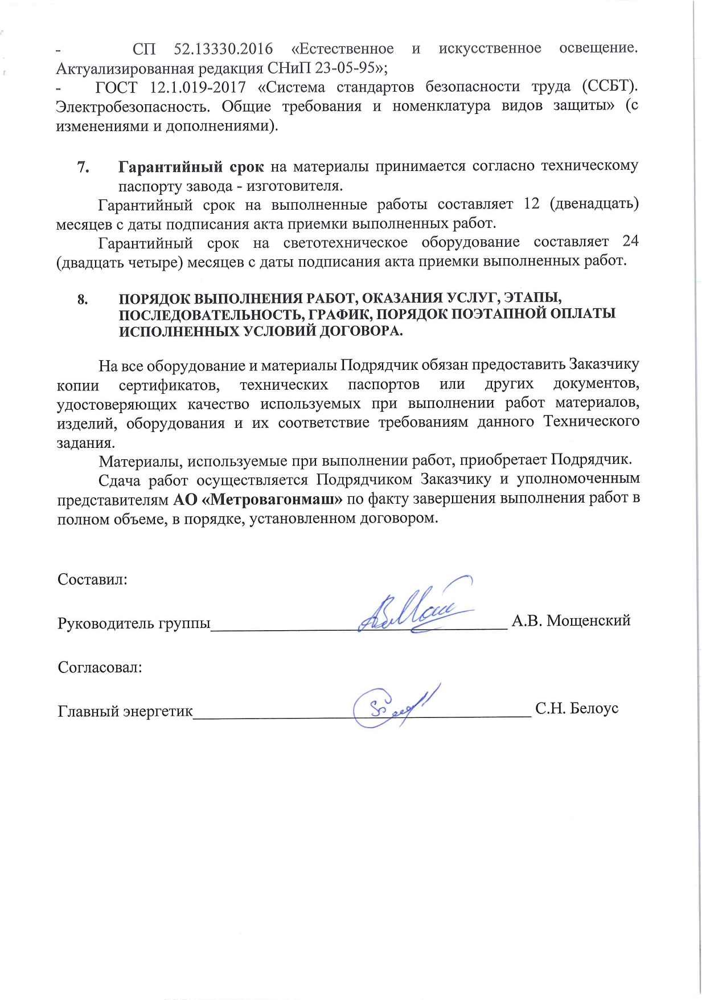 - СП 52.13330.2016 «Естественное и искусственное освещение.
Актуализированная редакция СНиП 23-05-95»;
- ГОСТ 12.1.019-2017 «Система стандартов безопасности труда (ССБТ).
Электробезопасность. Общие требования и номенклатура видов защиты» (с
изменениями и дополнениями).
7. Гарантийный срок на материалы принимается согласно техническому
паспорту завода - изготовителя.
Гарантийный срок на выполненные работы составляет 12 (двенадцать)
месяцев с даты подписания акта приемки выполненных работ.
Гарантийный срок на светотехническое оборудование составляет 24
(двадцать четыре) месяцев с даты подписания акта приемки выполненных работ.
8. ПОРЯДОК ВЫПОЛНЕНИЯ РАБОТ, ОКАЗАНИЯ УСЛУГ, ЭТАПЫ,
ПОСЛЕДОВАТЕЛЬНОСТЬ, ГРАФИК, ПОРЯДОК ПОЭТАПНОЙ ОПЛАТЫ
ИСПОЛНЕННЫХ УСЛОВИЙ ДОГОВОРА.
На все оборудование и материалы Подрядчик обязан предоставить Заказчику
копии сертификатов, технических паспортов или других документов,
удостоверяющих качество используемых при выполнении работ материалов,
изделий, оборудования и их соответствие требованиям данного Технического
задания.
Материалы, используемые при выполнении работ, приобретает Подрядчик.
Сдача работ осуществляется Подрядчиком Заказчику и уполномоченным
представителям АО «Метровагонмаш» по факту завершения выполнения работ в
полном объеме, в порядке, установленном договором.
Составил:
Руководитель группы А.В. Мощенский
Согласовал:
Главный энергетик С.Н. Белоус